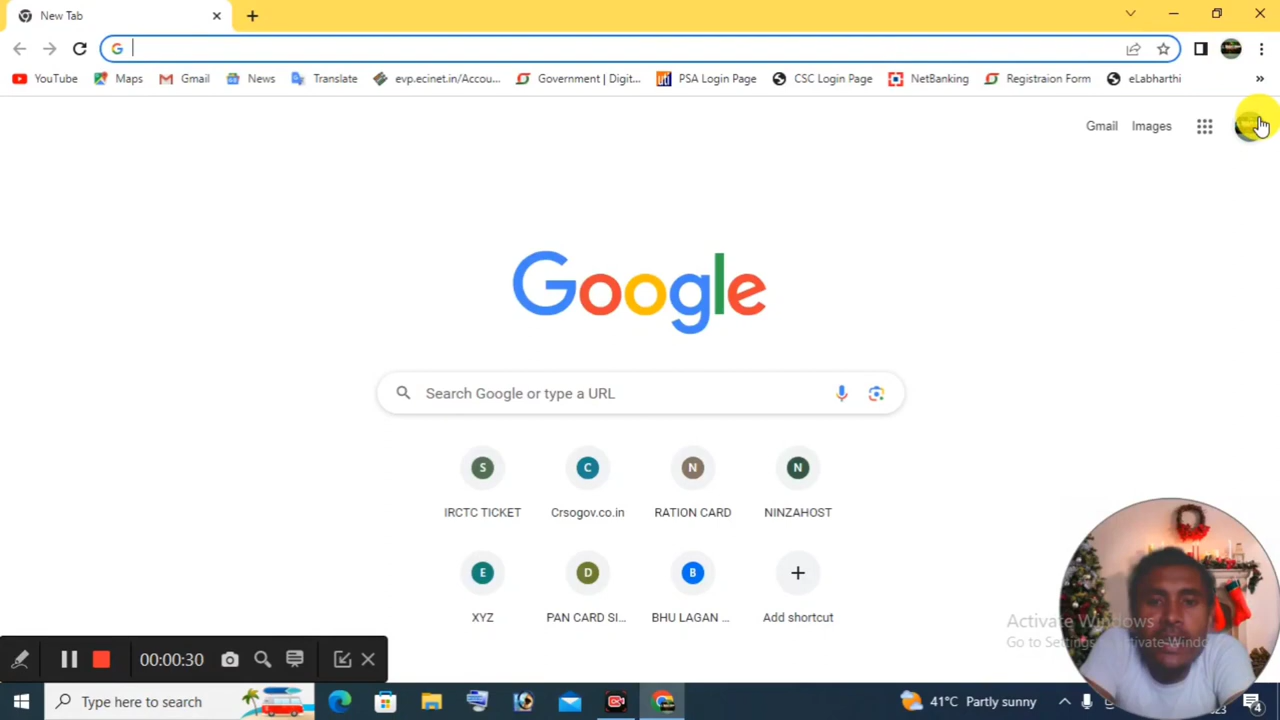 New Tab
YouTube Maps Gmail News Translate evp.ecinet.in/Accou... Government | Digit... PSA Login Page CSC Login Page NetBanking Registraion Form eLabharthi »
Gmail Images
Google
Search Google or type a URL
S C N N
IRCTC TICKET Crsogov.co.in RATION CARD NINZAHOST
E D B
XYZ PAN CARD SI... BHU LAGAN ... Add shortcut
Activate Windows
Go to Settings Activate Windo
00:00:30
Type here to search 41°C Partly sunny 4